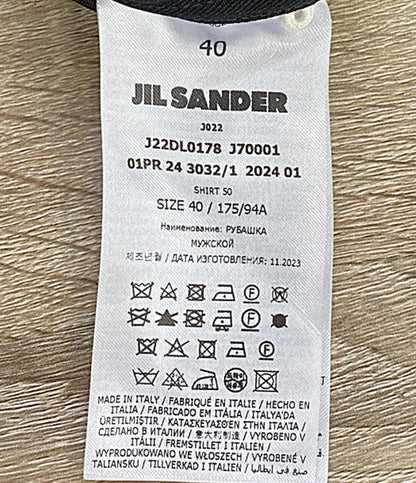 40
JIL SANDER
J022
J22DL0178 J70001
01PR 24 3032/1 2024 01
SHIRT 50
SIZE 40 / 175/94A
Наименование: РУБАШКА
МУЖСКОЙ
제조년월 / ДАТА ИЗГОТОВЛЕНИЯ: 11.2023
MADE IN ITALY / FABRIQUÉ EN ITALIE / HECHO EN
ITALIA / FABRICADO EM ITÁLIA / ITALYA'DA
ÜRETILMIŞTIR / ΚΑΤΑΣΚΕΥΑΣΘΗΚΕ ΣΤΗΝ ΙΤΑΛΙΑ /
СДЕЛАНО В ИТАЛИИ / 意大利制造 / VYROBENO V
ITÁLII / FREMSTILLET I ITALIEN /
WYPRODUKOWANO WE WŁOSZECH / VYROBENÉ V
TALIANSKU / TILLVERKAD I ITALIEN / صنع في ايطاليا